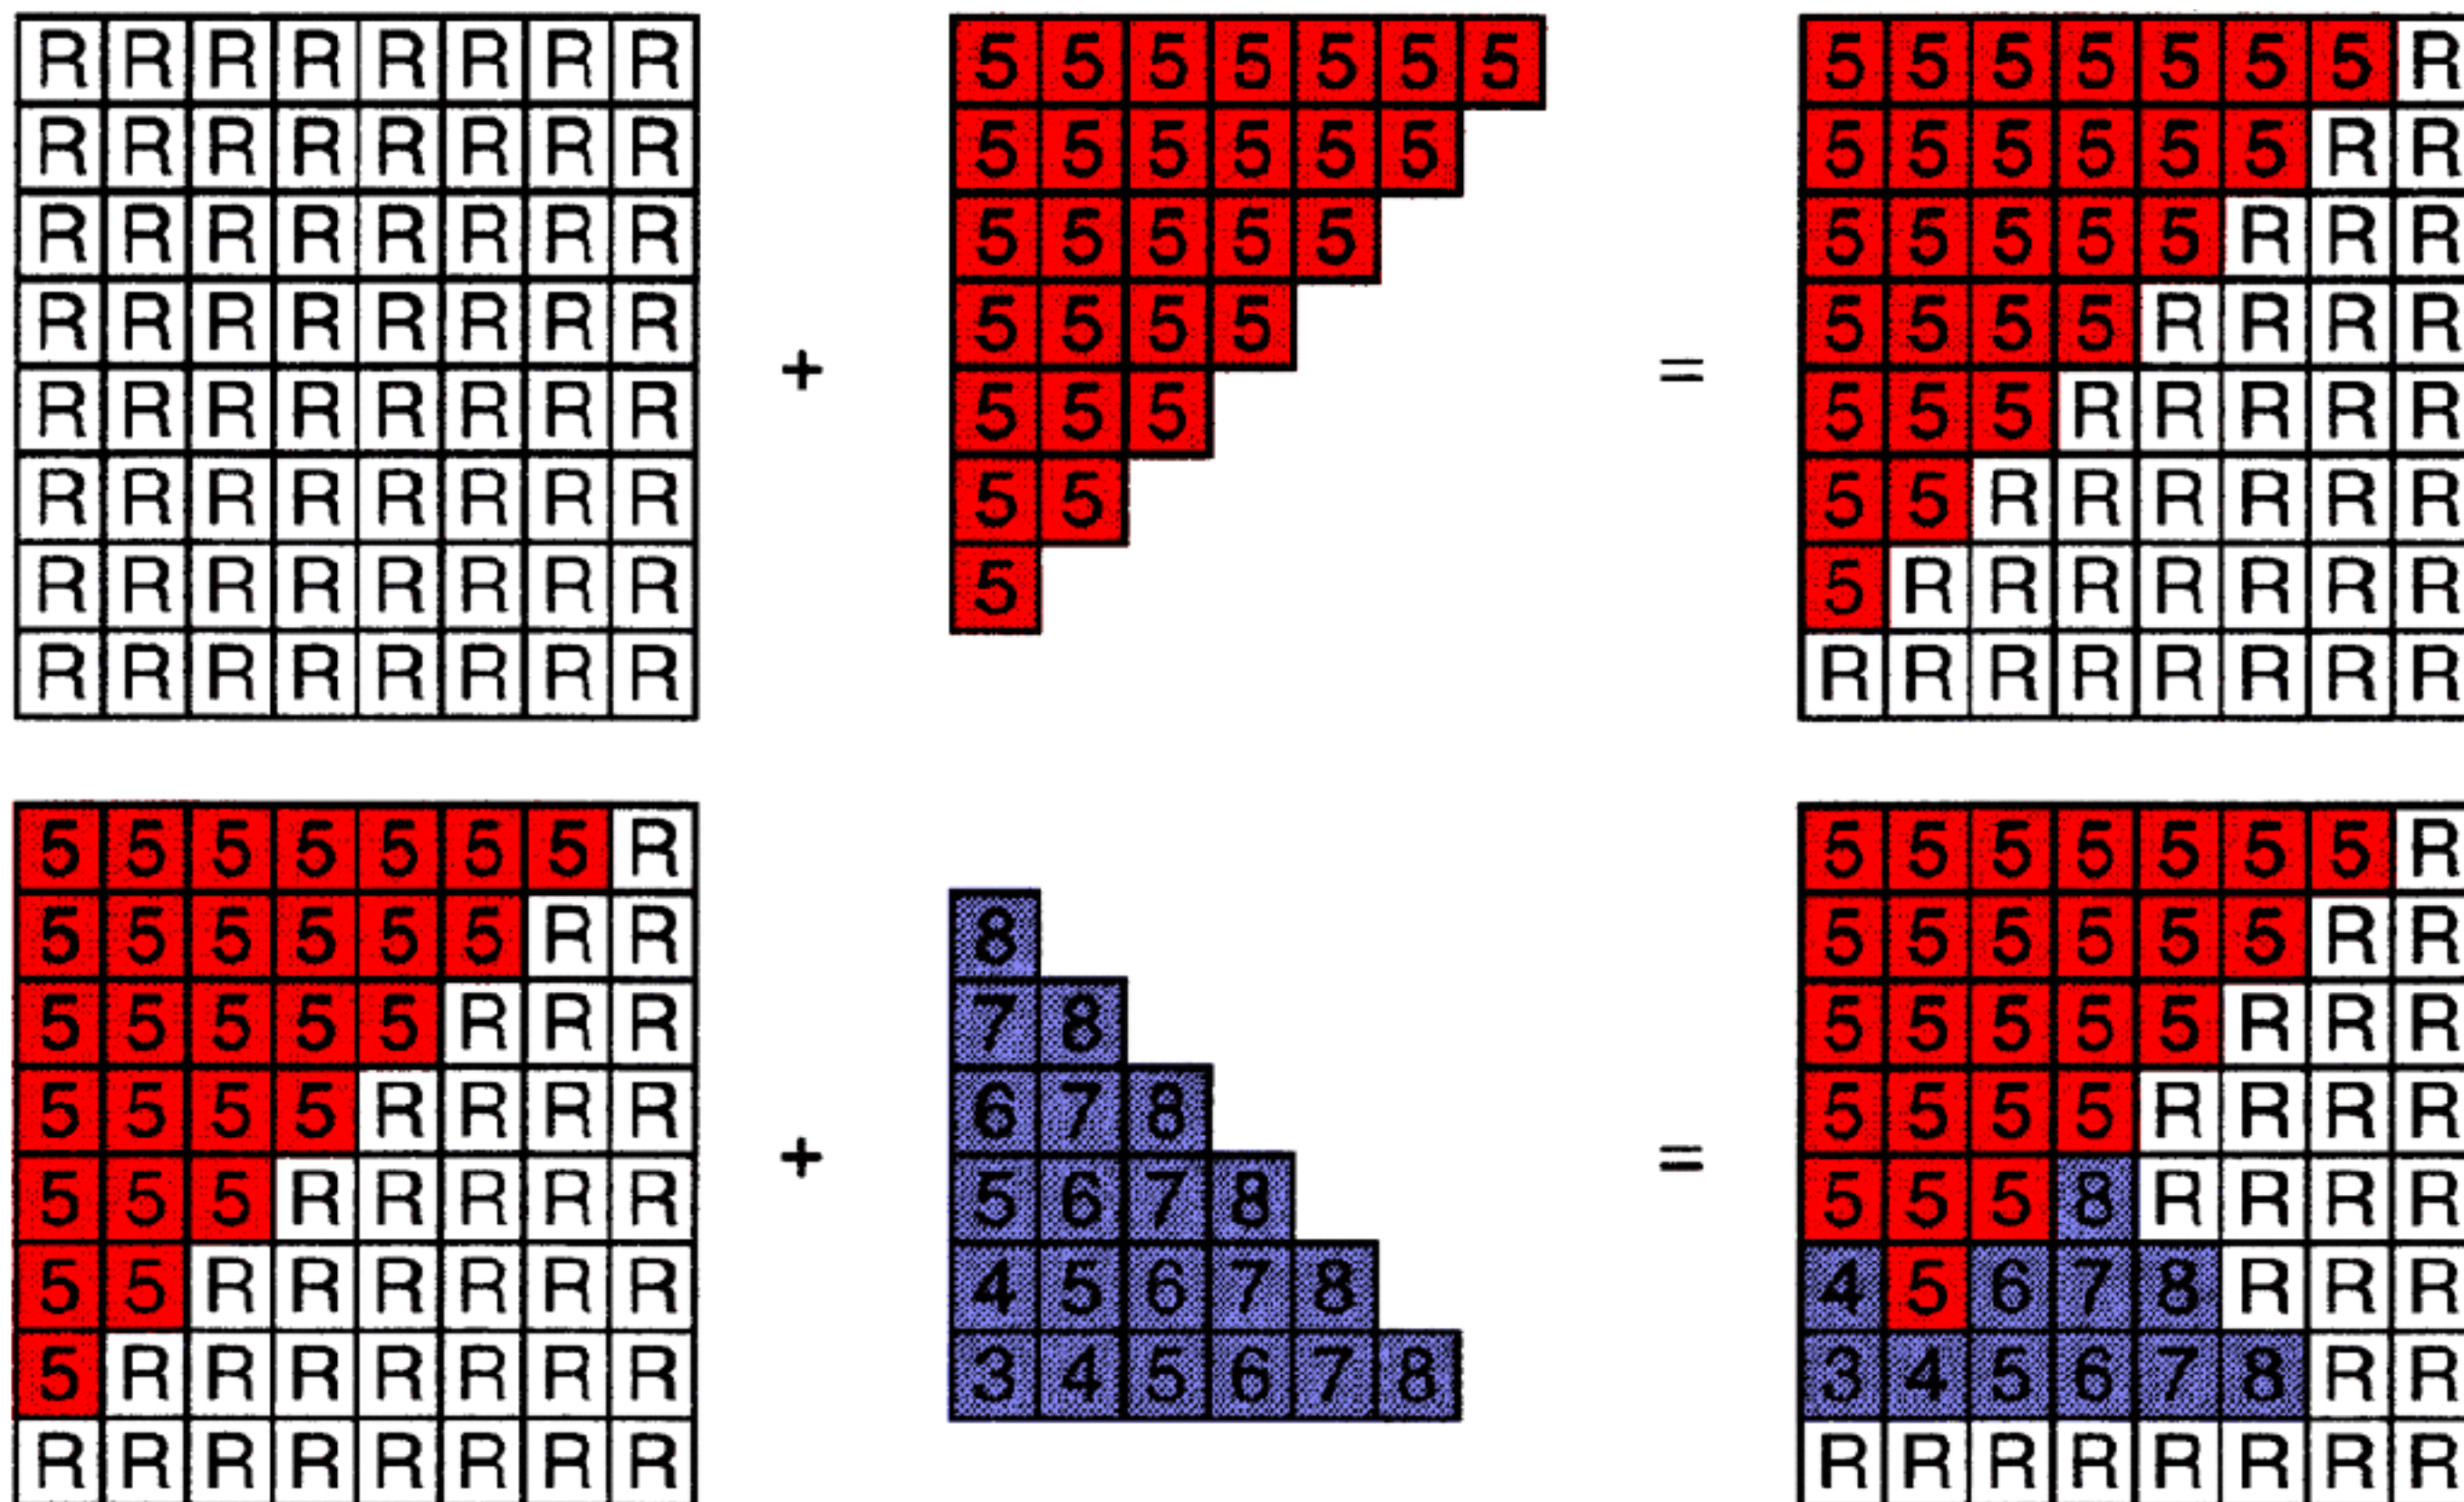 R R R R R R R R 5 5 5 5 5 5 5 5 5 5 5 5 5 5 R
R R R R R R R R 5 5 5 5 5 5 5 5 5 5 5 5 R R
R R R R R R R R 5 5 5 5 5 5 5 5 5 5 R R R
R R R R R R R R 5 5 5 5 5 5 5 5 R R R R
+ =
R R R R R R R R 5 5 5 5 5 5 R R R R R
R R R R R R R R 5 5 5 5 R R R R R R
R R R R R R R R 5 5 R R R R R R R
R R R R R R R R R R R R R R R R
5 5 5 5 5 5 5 R 5 5 5 5 5 5 5 R
5 5 5 5 5 5 R R 8 5 5 5 5 5 5 R R
5 5 5 5 5 R R R 7 8 5 5 5 5 5 R R R
5 5 5 5 R R R R 6 7 8 5 5 5 5 R R R R
+ =
5 5 5 R R R R R 5 6 7 8 5 5 5 8 R R R R
5 5 R R R R R R 4 5 6 7 8 4 5 6 7 8 R R R
5 R R R R R R R 3 4 5 6 7 8 3 4 5 6 7 8 R R
R R R R R R R R R R R R R R R R